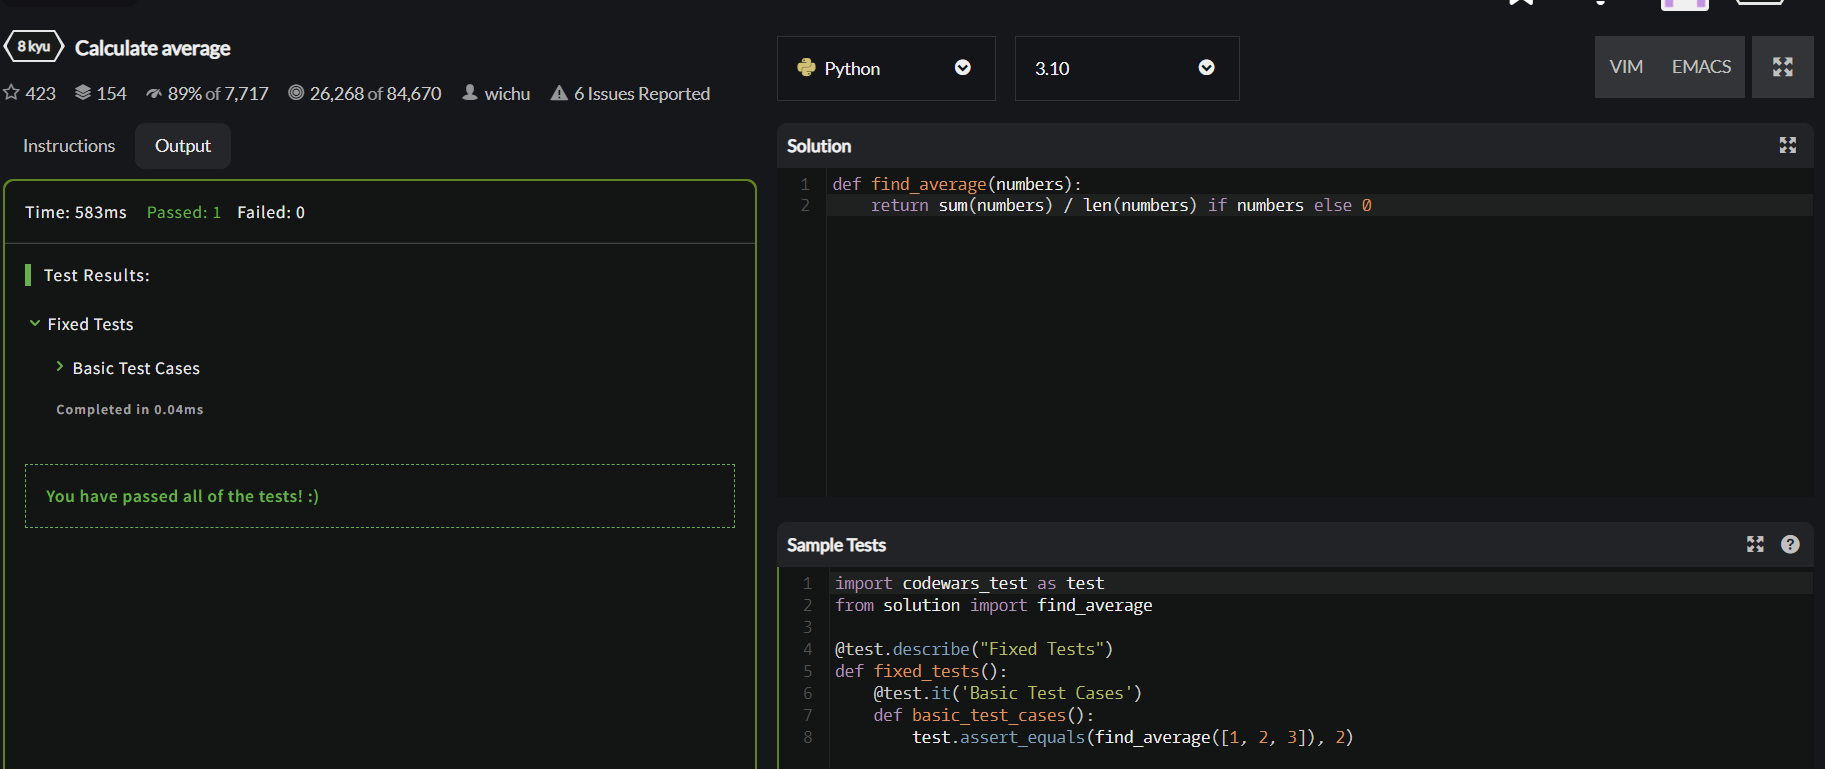 8 kyu Calculate average
423 154 89% of 7,717 26,268 of 84,670 wichu 6 Issues Reported
Instructions Output
Time: 583ms Passed: 1 Failed: 0
Test Results:
Fixed Tests
Basic Test Cases
Completed in 0.04ms
You have passed all of the tests! :)
Python 3.10 VIM EMACS
Solution
1 def find_average(numbers):
2 return sum(numbers) / len(numbers) if numbers else 0
Sample Tests
?
1 import codewars_test as test
2 from solution import find_average
3
4 @test.describe("Fixed Tests")
5 def fixed_tests():
6 @test.it('Basic Test Cases')
7 def basic_test_cases():
8 test.assert_equals(find_average([1, 2, 3]), 2)